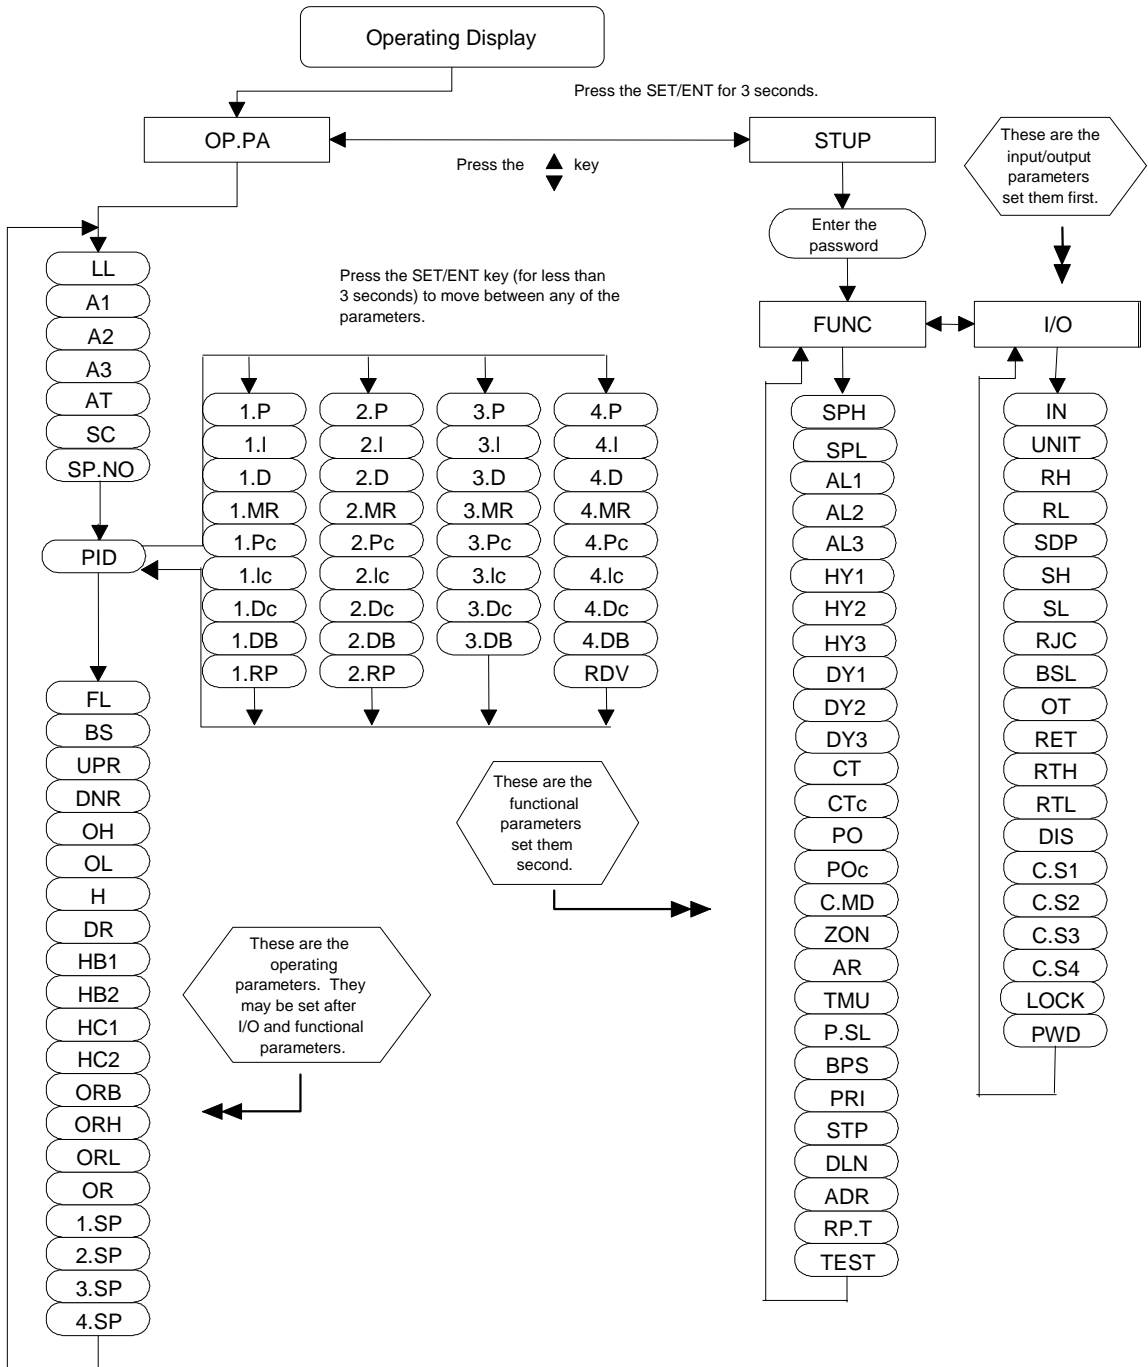 Operating Display
Press the SET/ENT for 3 seconds.
OP.PA
STUP
Press the ▲▼ key
These are the
input/output
parameters
set them first.
Enter the
password
LL
A1
A2
A3
AT
SC
SP.NO
PID
Press the SET/ENT key (for less than
3 seconds) to move between any of the
parameters.
FUNC
I/O
1.P
1.I
1.D
1.MR
1.Pc
1.Ic
1.Dc
1.DB
1.RP
2.P
2.I
2.D
2.MR
2.Pc
2.Ic
2.Dc
2.DB
2.RP
3.P
3.I
3.D
3.MR
3.Pc
3.Ic
3.Dc
3.DB
4.P
4.I
4.D
4.MR
4.Pc
4.Ic
4.Dc
4.DB
RDV
FL
BS
UPR
DNR
OH
OL
H
DR
HB1
HB2
HC1
HC2
ORB
ORH
ORL
OR
1.SP
2.SP
3.SP
4.SP
These are the
operating
parameters. They
may be set after
I/O and functional
parameters.
These are the
functional
parameters
set them
second.
SPH
SPL
AL1
AL2
AL3
HY1
HY2
HY3
DY1
DY2
DY3
CT
CTc
PO
POc
C.MD
ZON
AR
TMU
P.SL
BPS
PRI
STP
DLN
ADR
RP.T
TEST
IN
UNIT
RH
RL
SDP
SH
SL
RJC
BSL
OT
RET
RTH
RTL
DIS
C.S1
C.S2
C.S3
C.S4
LOCK
PWD